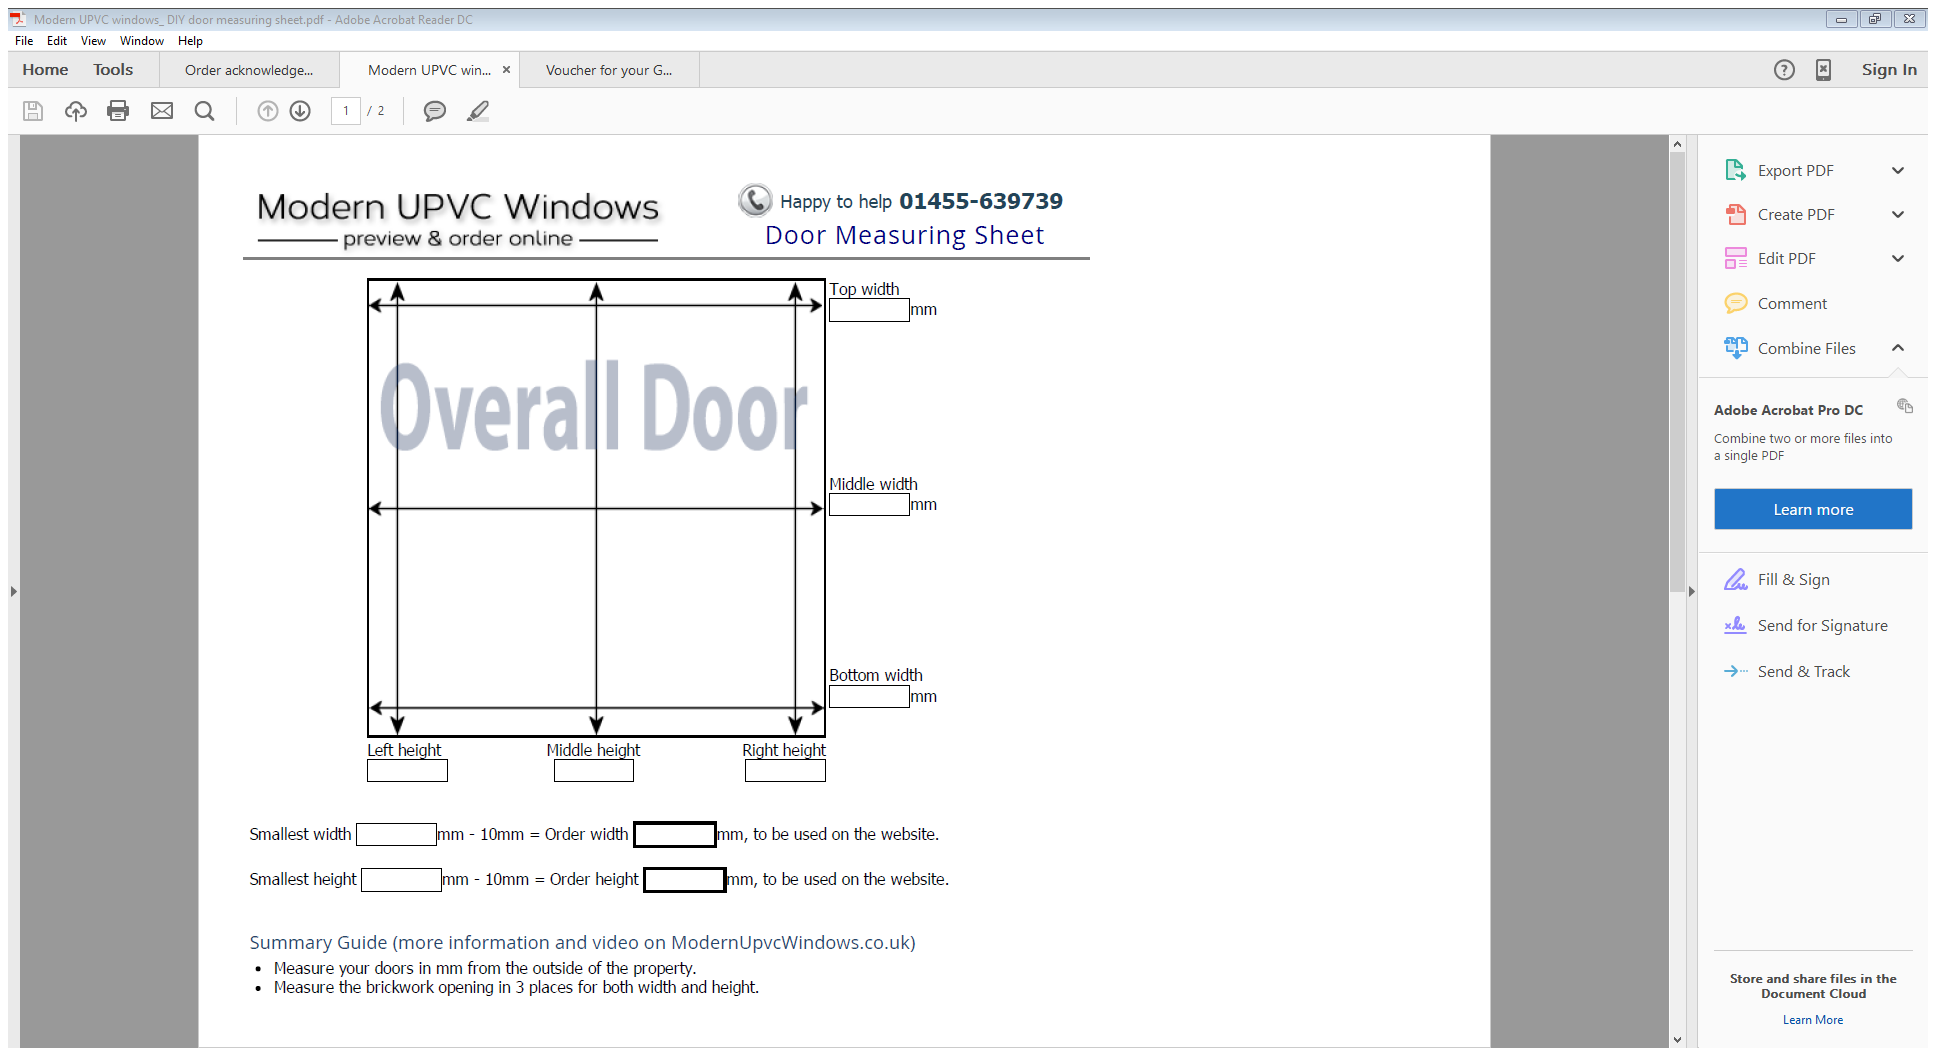 Modern UPVC windows_ DIY door measuring sheet.pdf - Adobe Acrobat Reader DC
File Edit View Window Help
Home Tools Order acknowledge... Modern UPVC win... × Voucher for your G... Sign In
1 / 2
Modern UPVC Windows
preview & order online
Happy to help 01455-639739
Door Measuring Sheet
Top width
mm
Overall Door
Middle width
mm
Bottom width
mm
Left height Middle height Right height
Smallest width mm - 10mm = Order width mm, to be used on the website.
Smallest height mm - 10mm = Order height mm, to be used on the website.
Summary Guide (more information and video on ModernUpvcWindows.co.uk)
• Measure your doors in mm from the outside of the property.
• Measure the brickwork opening in 3 places for both width and height.
Export PDF
Create PDF
Edit PDF
Comment
Combine Files
Adobe Acrobat Pro DC
Combine two or more files into
a single PDF
Learn more
Fill & Sign
Send for Signature
Send & Track
Store and share files in the
Document Cloud
Learn More